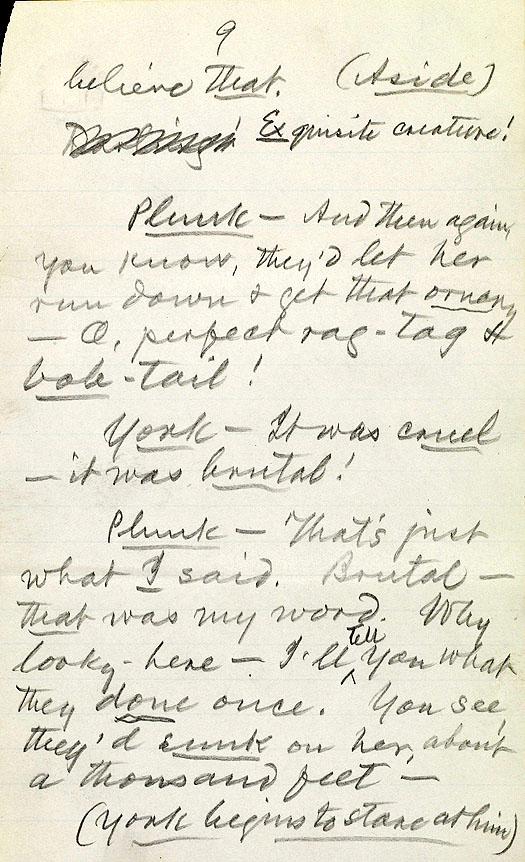 9
believe that. (Aside)
Exquisite creature!
Plunk — And then again,
you know, they'd let her
run down & get that ornary,
— O, perfect rag-tag &
bob-tail!
York — It was cruel
— it was brutal!
Plunk — That's just
what I said. Brutal —
that was my word. Why
looky-here — I'll tell you what
they done once. You see,
they'd sunk on her, about
a thousand feet —
(York begins to stare at him)